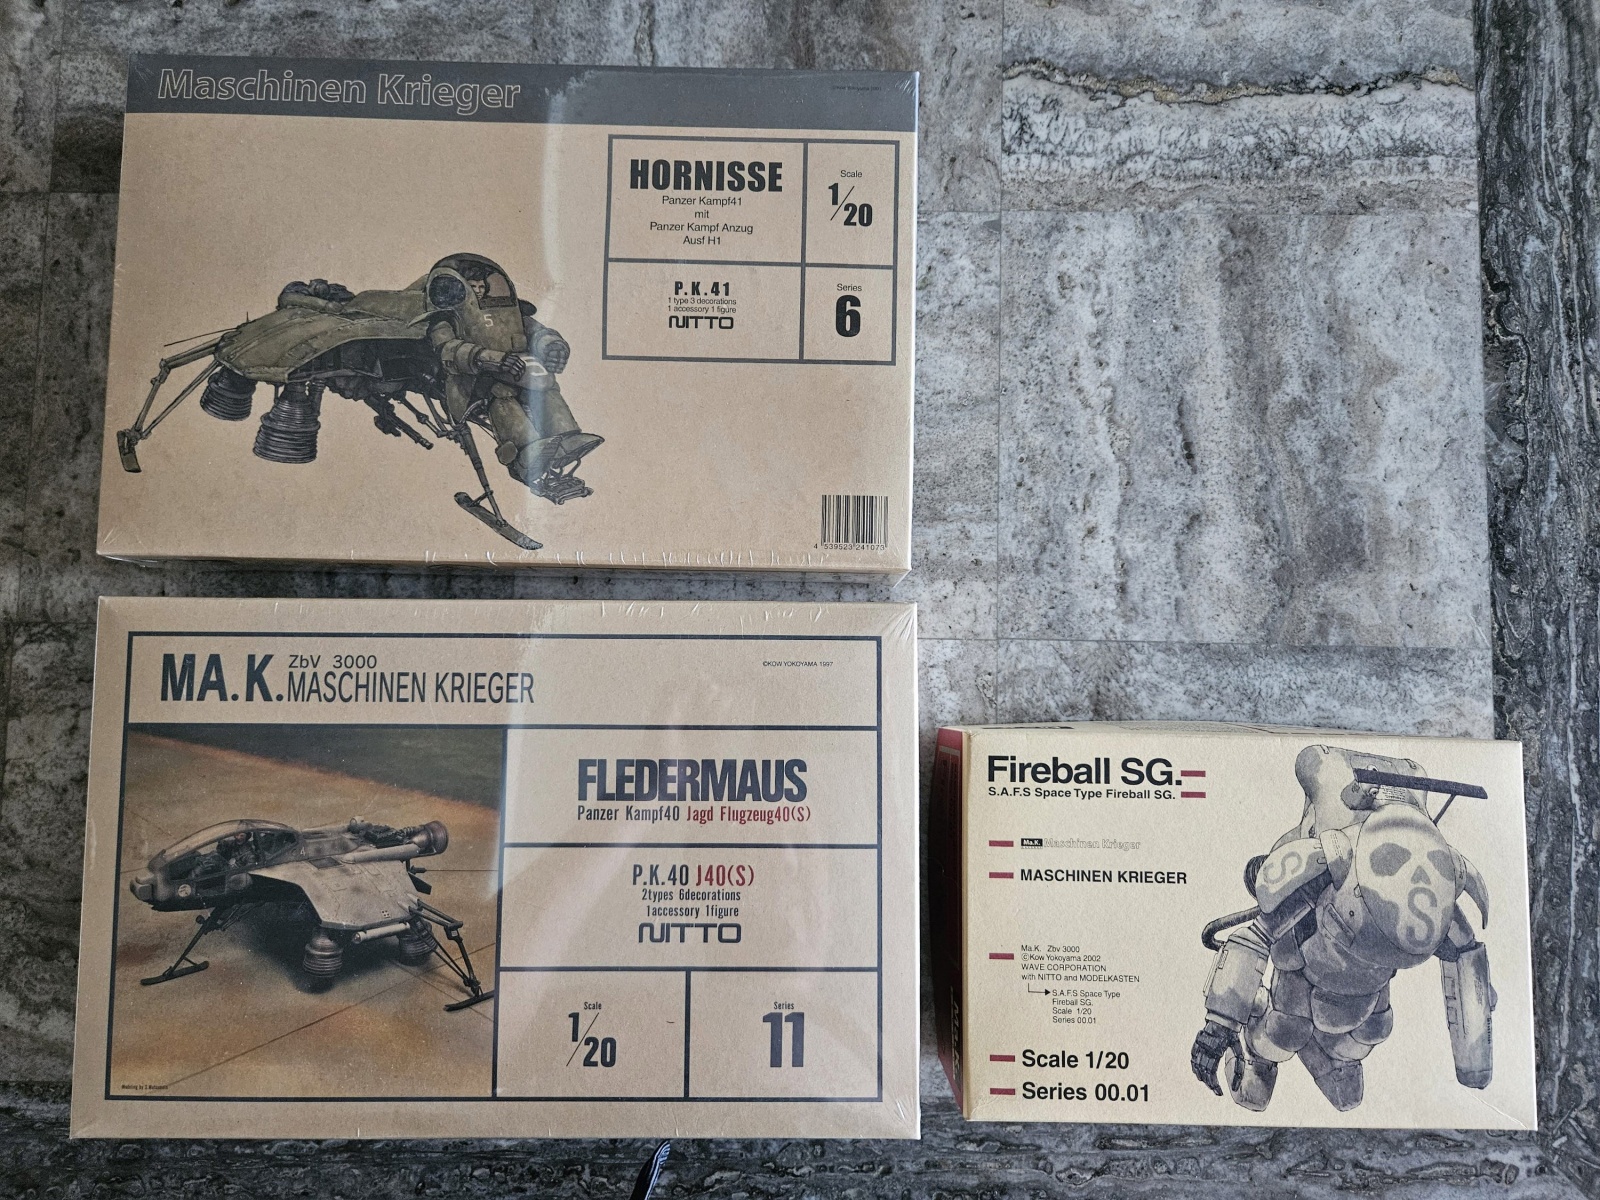 Maschinen Krieger
HORNISSE
Panzer Kampf41
mit
Panzer Kampf Anzug
Ausf H1
Scale
1/20
P.K.41
1 type 3 decorations
1 accessory 1 figure
NITTO
Series
6
4 539523 241073
MA.K. ZbV 3000
MASCHINEN KRIEGER
©KOW YOKOYAMA 1997
FLEDERMAUS
Panzer Kampf40 Jagd Flugzeug40(S)
P.K.40 J40(S)
2types 6decorations
1accessory 1figure
NITTO
Scale
1/20
Series
11
Fireball SG.
S.A.F.S Space Type Fireball SG.
Ma.K. Maschinen Krieger
MASCHINEN KRIEGER
Ma.K. Zbv 3000
©Kow Yokoyama 2002
WAVE CORPORATION
with NITTO and MODELKASTEN
S.A.F.S Space Type
Fireball SG.
Scale 1/20
Series 00.01
Scale 1/20
Series 00.01